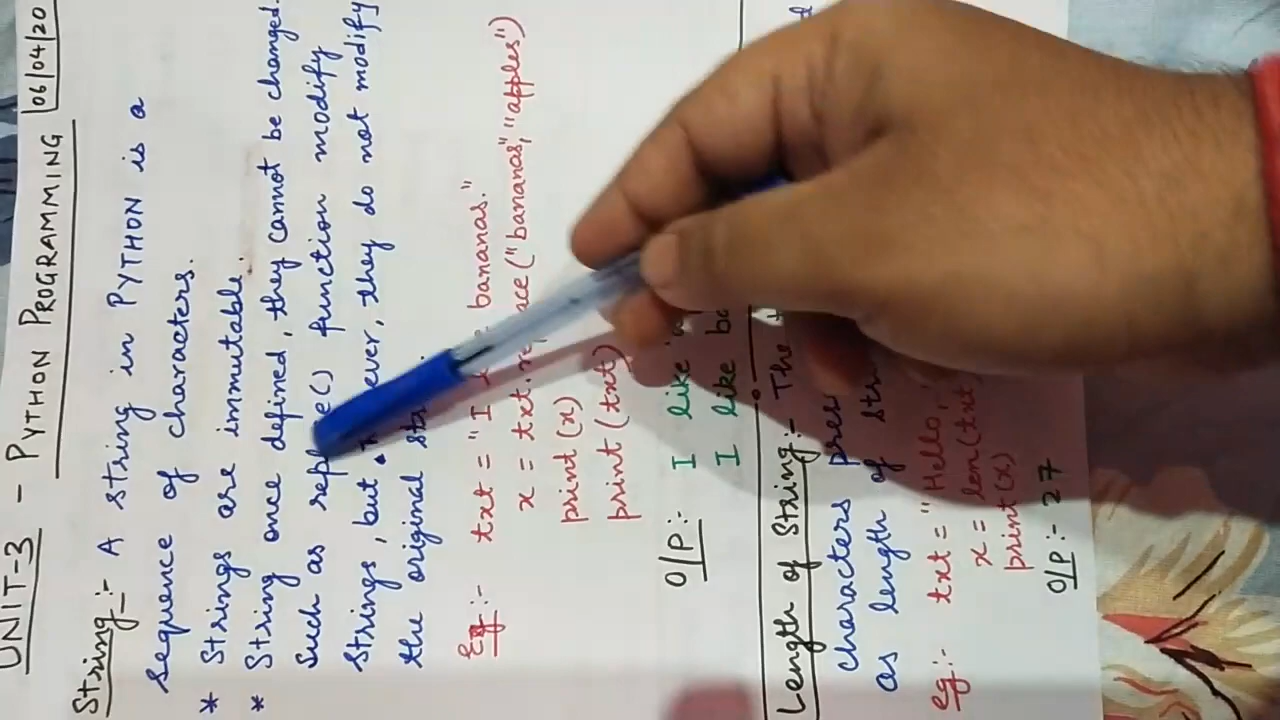 UNIT-3 - PYTHON PROGRAMMING 06/04/20
String:- A string in PYTHON is a
sequence of characters.
* Strings are immutable.
* String once defined, they cannot be changed.
Such as repl e() function modify
strings, but ever, they do not modify
the original
Eg:- txt = "I bananas."
x = txt. ("bananas","apples")
print(x)
print(txt)
O/P:- I like
I like
Length of String:- The
characters
as length of
eg:- txt = "Hello,
x = len(txt
print(x)
O/P:- 27